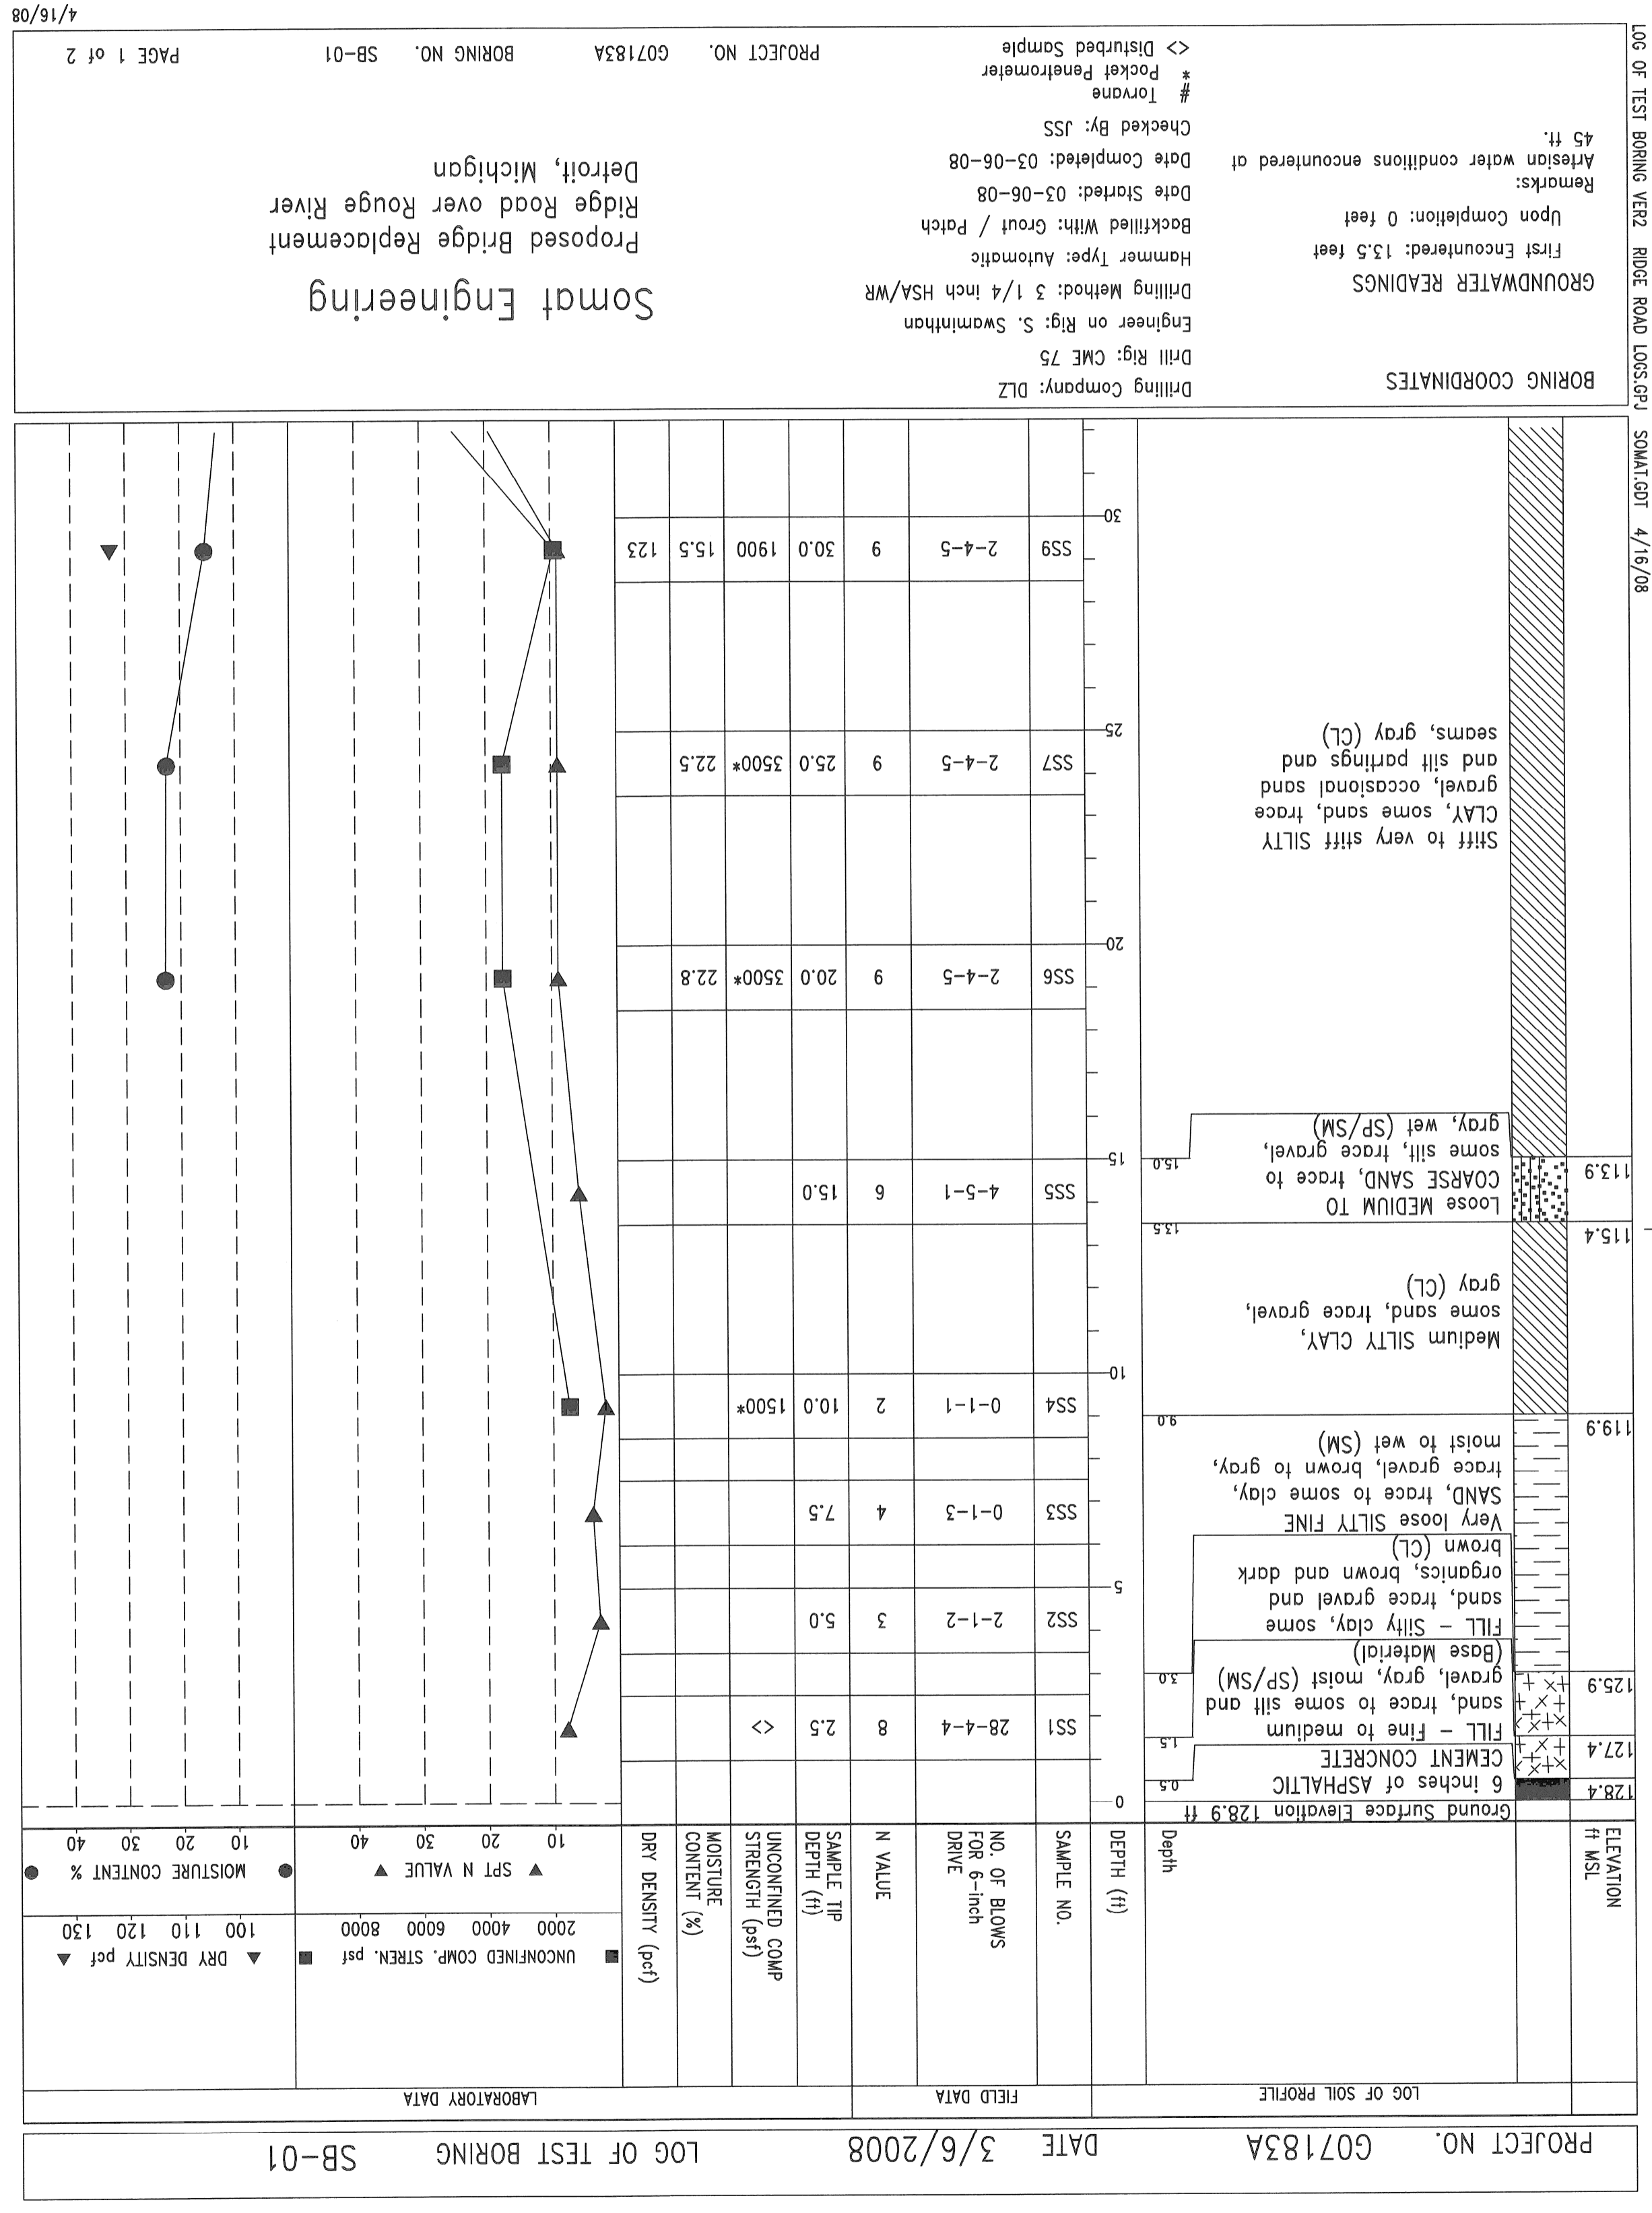 PROJECT NO. G07183A DATE 3/6/2008 LOG OF TEST BORING SB-01
LOG OF SOIL PROFILE
FIELD DATA
LABORATORY DATA
ELEVATION
ft MSL
Depth
DEPTH (ft)
SAMPLE NO.
NO. OF BLOWS
FOR 6-inch
DRIVE
N VALUE
SAMPLE TIP
DEPTH (ft)
UNCONFINED COMP
STRENGTH (psf)
MOISTURE
CONTENT (%)
DRY DENSITY (pcf)
■ UNCONFINED COMP. STREN. psf ■
2000 4000 6000 8000
▲ SPT N VALUE ▲
10 20 30 40
▼ DRY DENSITY pcf ▼
100 110 120 130
● MOISTURE CONTENT % ●
10 20 30 40
Ground Surface Elevation 128.9 ft
128.4
6 inches of ASPHALTIC
CEMENT CONCRETE
0.5
127.4
FILL – Fine to medium
sand, trace to some silt and
gravel, gray, moist (SP/SM)
(Base Material)
1.5
125.9
FILL – Silty clay, some
sand, trace gravel and
organics, brown and dark
brown (CL)
3.0
Very loose SILTY FINE
SAND, trace to some clay,
trace gravel, brown to gray,
moist to wet (SM)
119.9
9.0
Medium SILTY CLAY,
some sand, trace gravel,
gray (CL)
115.4
13.5
Loose MEDIUM TO
COARSE SAND, trace to
some silt, trace gravel,
gray, wet (SP/SM)
113.9
15.0
Stiff to very stiff SILTY
CLAY, some sand, trace
gravel, occasional sand
and silt partings and
seams, gray (CL)
0
5
10
15
20
25
30
SS1 28-4-4 8 2.5 <>
SS2 2-1-2 3 5.0
SS3 0-1-3 4 7.5
SS4 0-1-1 2 10.0 1500*
SS5 4-5-1 6 15.0
SS6 2-4-5 9 20.0 3500* 22.8
SS7 2-4-5 9 25.0 3500* 22.5
SS9 2-4-5 9 30.0 1900 15.5 123
BORING COORDINATES
GROUNDWATER READINGS
First Encountered: 13.5 feet
Upon Completion: 0 feet
Remarks:
Artesian water conditions encountered at
45 ft.
Drilling Company: DLZ
Drill Rig: CME 75
Engineer on Rig: S. Swaminthan
Drilling Method: 3 1/4 inch HSA/WR
Hammer Type: Automatic
Backfilled With: Grout / Patch
Date Started: 03-06-08
Date Completed: 03-06-08
Checked By: JSS
# Torvane
* Pocket Penetrometer
<> Disturbed Sample
Somat Engineering
Proposed Bridge Replacement
Ridge Road over Rouge River
Detroit, Michigan
PROJECT NO. G07183A BORING NO. SB-01 PAGE 1 of 2
LOG OF TEST BORING VER2 RIDGE ROAD LOGS.GPJ SOMAT.GDT 4/16/08
4/16/08